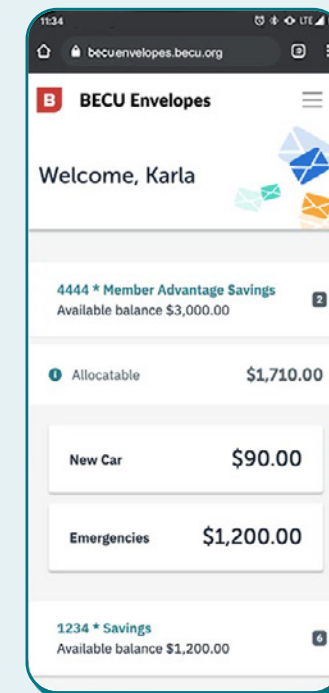 11:34 LTE
becuenvelopes.becu.org
B BECU Envelopes
Welcome, Karla
4444 * Member Advantage Savings 2
Available balance $3,000.00
Allocatable $1,710.00
New Car $90.00
Emergencies $1,200.00
1234 * Savings 6
Available balance $1,200.00